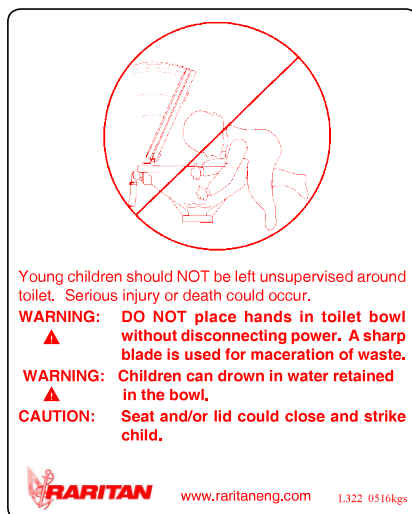 Young children should NOT be left unsupervised around
toilet. Serious injury or death could occur.
WARNING: DO NOT place hands in toilet bowl
without disconnecting power. A sharp
blade is used for maceration of waste.
WARNING: Children can drown in water retained
in the bowl.
CAUTION: Seat and/or lid could close and strike
child.
RARITAN www.raritaneng.com L322 0516kgs